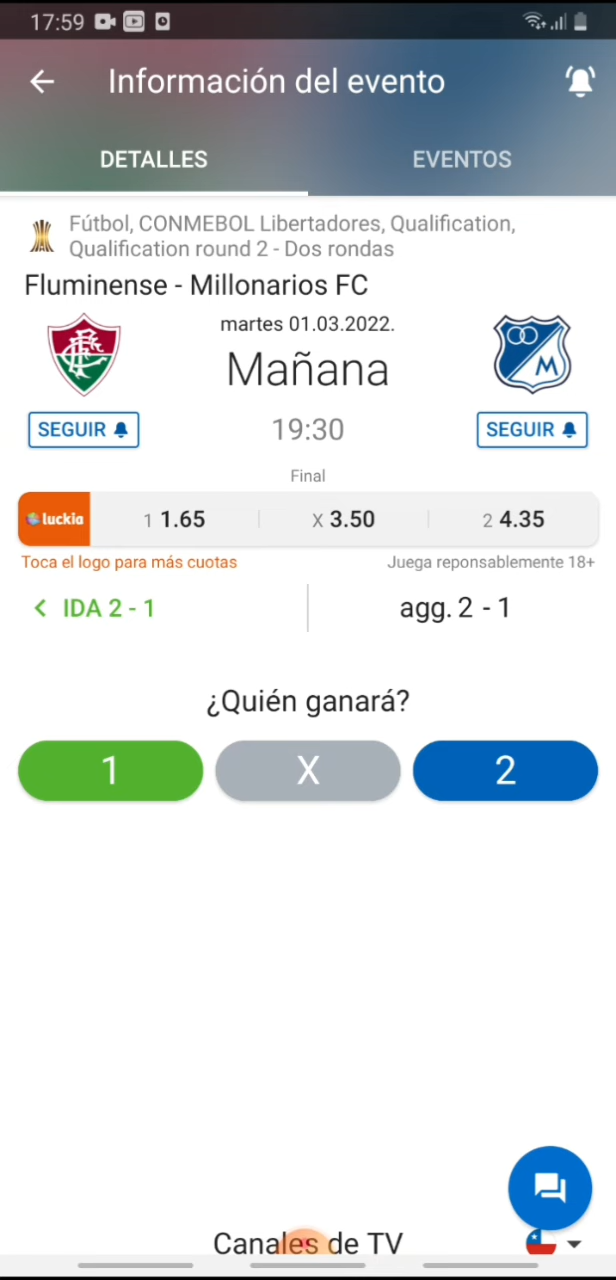 17:59
Información del evento
DETALLES
EVENTOS
Fútbol, CONMEBOL Libertadores, Qualification,
Qualification round 2 - Dos rondas
Fluminense - Millonarios FC
martes 01.03.2022.
Mañana
M
SEGUIR
19:30
SEGUIR
Final
luckia
1 1.65
X 3.50
2 4.35
Toca el logo para más cuotas
Juega reponsablemente 18+
< IDA 2 - 1
agg. 2 - 1
¿Quién ganará?
1
X
2
Canales de TV